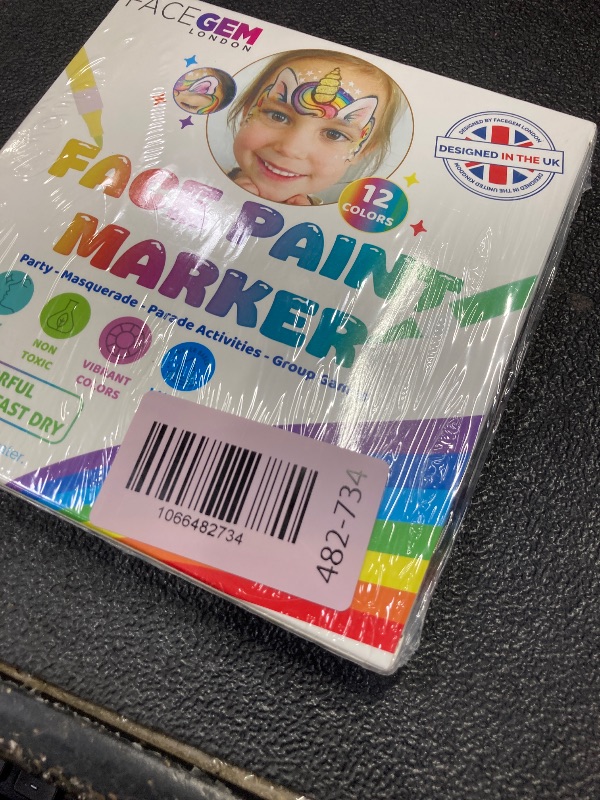 FACEGEM
LONDON
DESIGNED BY FACEGEM LONDON
DESIGNED IN THE UK
DESIGNED IN THE UNITED KINGDOM
12
COLORS
FACE PAINT
MARKER
Party - Masquerade - Parade Activities - Group Games
NON
TOXIC
VIBRANT
COLORS
FAST DRY
1066482734
482-734